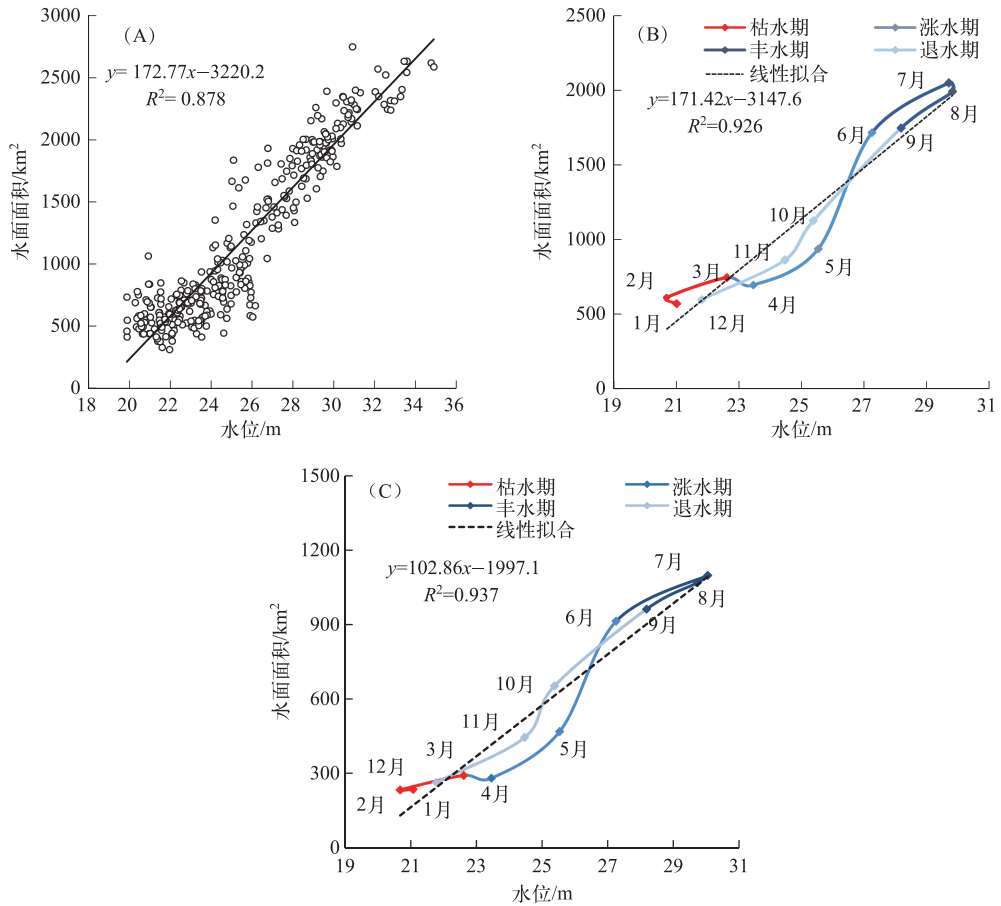 (A)
y= 172.77x−3220.2
R²= 0.878
水面面积/km²
3000
2500
2000
1500
1000
500
0
18 20 22 24 26 28 30 32 34 36
水位/m
(B)
枯水期 涨水期
丰水期 退水期
线性拟合
y=171.42x−3147.6
R²=0.926
水面面积/km²
2500
2000
1500
1000
500
0
7月
8月
6月
9月
10月
11月
5月
3月
2月
4月
1月
12月
19 21 23 25 27 29 31
水位/m
(C)
枯水期 涨水期
丰水期 退水期
线性拟合
y=102.86x−1997.1
R²=0.937
水面面积/km²
1500
1200
900
600
300
0
7月
8月
6月
9月
10月
11月
3月
5月
12月
4月
2月
1月
19 21 23 25 27 29 31
水位/m